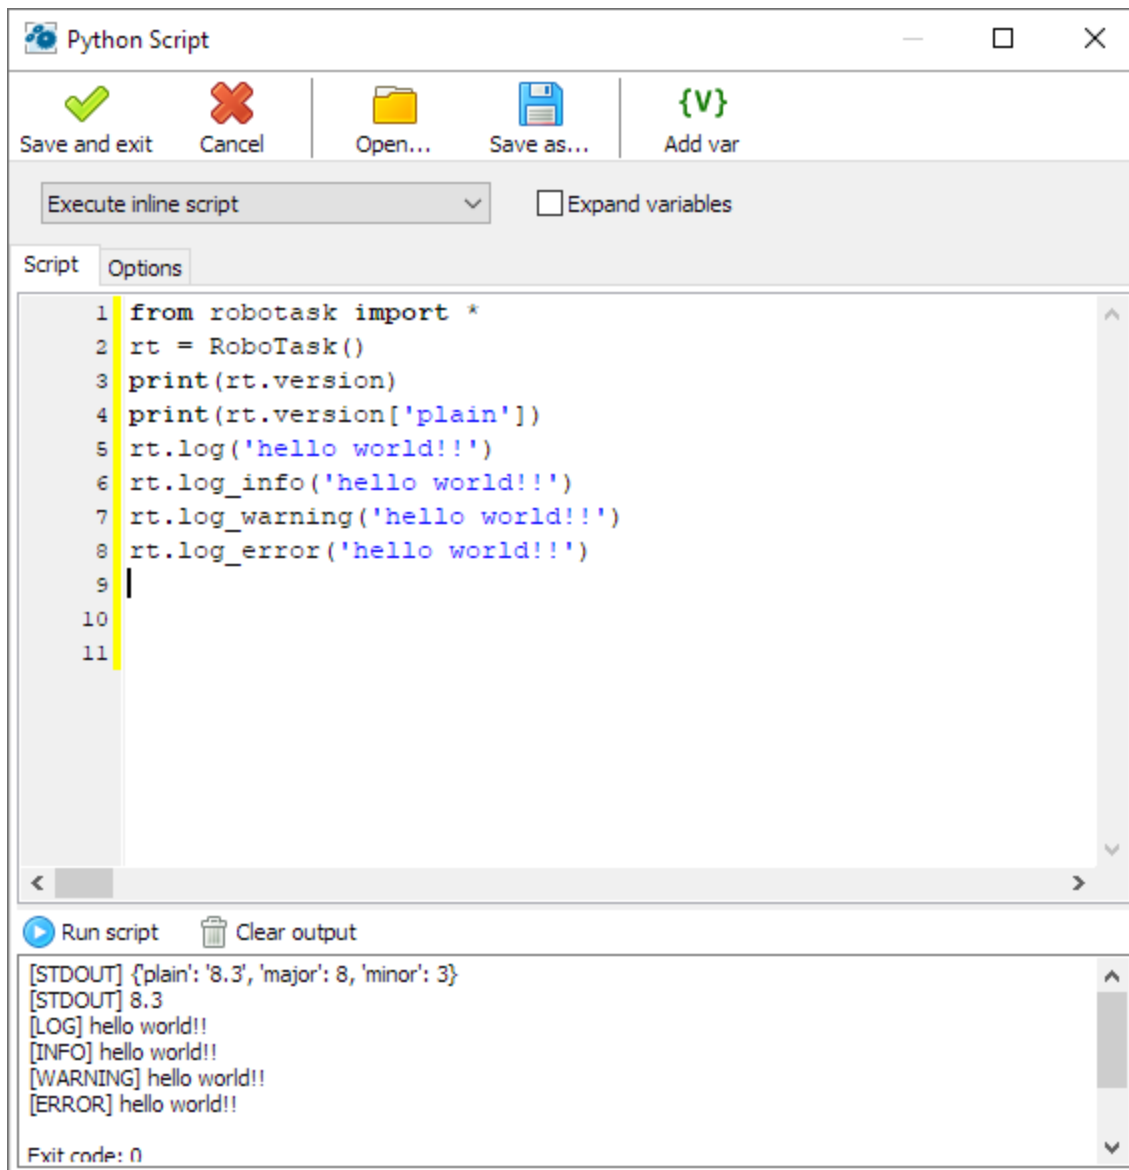 Python Script
Save and exit Cancel Open... Save as... {V} Add var
Execute inline script Expand variables
Script Options
1 from robotask import *
2 rt = RoboTask()
3 print(rt.version)
4 print(rt.version['plain'])
5 rt.log('hello world!!')
6 rt.log_info('hello world!!')
7 rt.log_warning('hello world!!')
8 rt.log_error('hello world!!')
9
10
11
Run script Clear output
[STDOUT] {'plain': '8.3', 'major': 8, 'minor': 3}
[STDOUT] 8.3
[LOG] hello world!!
[INFO] hello world!!
[WARNING] hello world!!
[ERROR] hello world!!
Exit code: 0